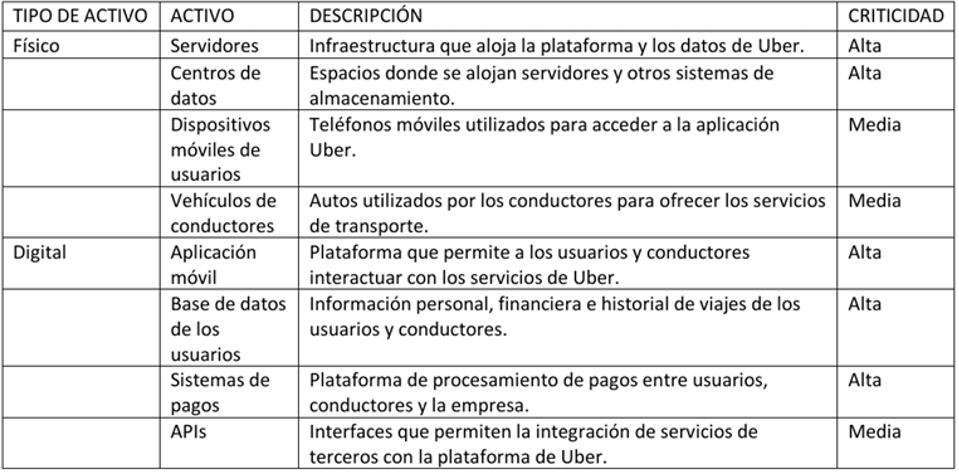 TIPO DE ACTIVO ACTIVO DESCRIPCIÓN CRITICIDAD
Físico Servidores Infraestructura que aloja la plataforma y los datos de Uber. Alta
Centros de Espacios donde se alojan servidores y otros sistemas de Alta
datos almacenamiento.
Dispositivos Teléfonos móviles utilizados para acceder a la aplicación Media
móviles de Uber.
usuarios
Vehículos de Autos utilizados por los conductores para ofrecer los servicios Media
conductores de transporte.
Digital Aplicación Plataforma que permite a los usuarios y conductores Alta
móvil interactuar con los servicios de Uber.
Base de datos Información personal, financiera e historial de viajes de los Alta
de los usuarios y conductores.
usuarios
Sistemas de Plataforma de procesamiento de pagos entre usuarios, Alta
pagos conductores y la empresa.
APIs Interfaces que permiten la integración de servicios de Media
terceros con la plataforma de Uber.